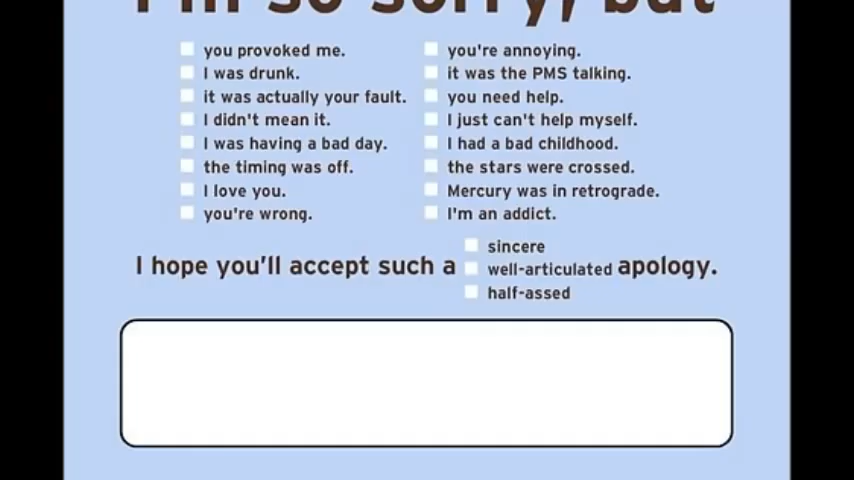 I'm so sorry, but
you provoked me.
I was drunk.
it was actually your fault.
I didn't mean it.
I was having a bad day.
the timing was off.
I love you.
you're wrong.
you're annoying.
it was the PMS talking.
you need help.
I just can't help myself.
I had a bad childhood.
the stars were crossed.
Mercury was in retrograde.
I'm an addict.
I hope you'll accept such a
sincere
well-articulated
half-assed
apology.